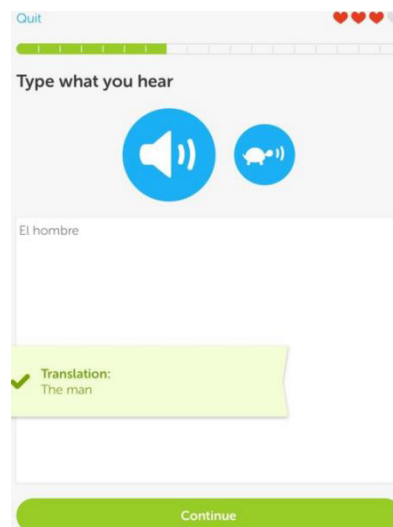 Quit
Type what you hear
El hombre
Translation:
The man
Continue